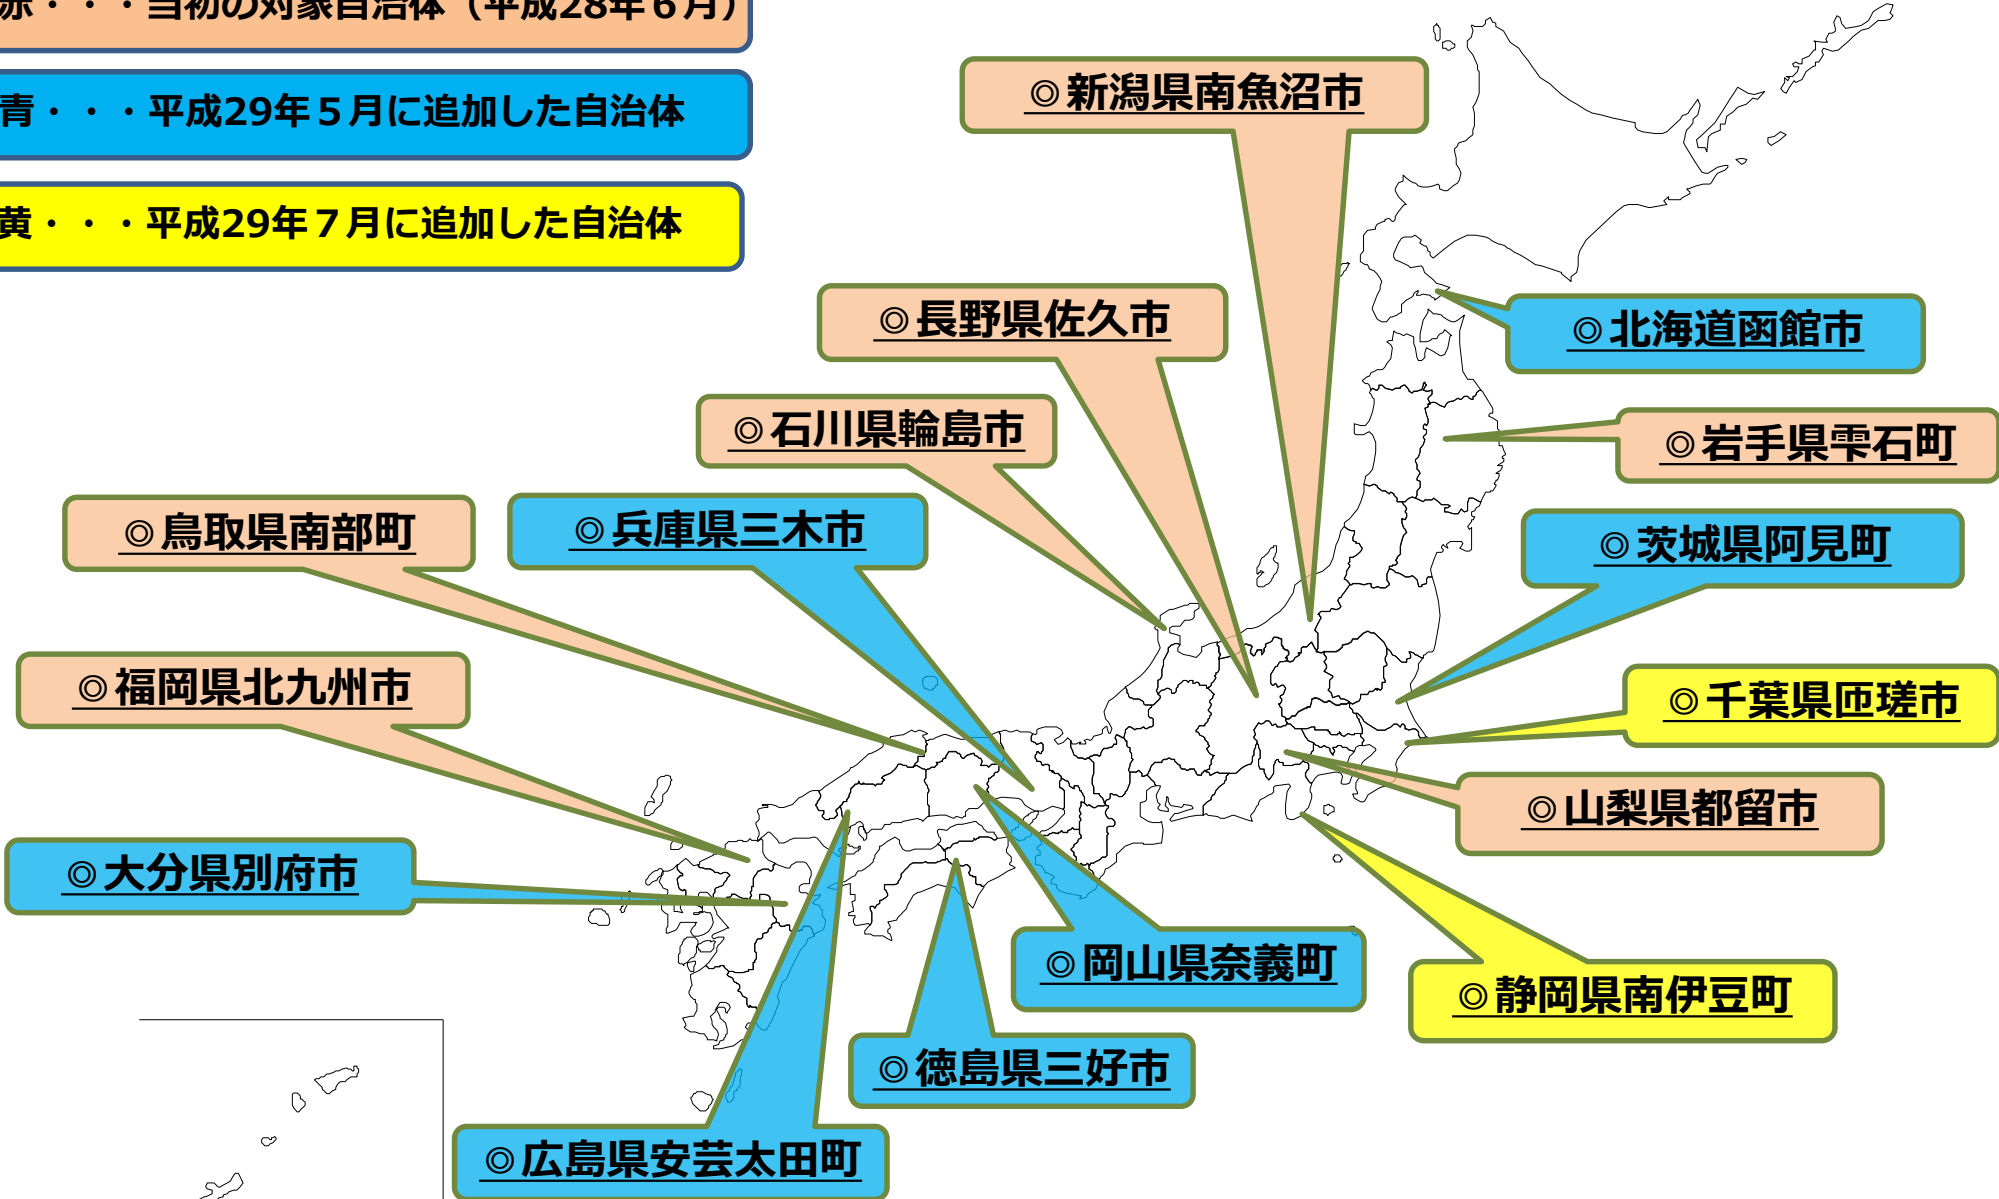 赤・・・当初の対象自治体（平成28年６月）
青・・・平成29年５月に追加した自治体
黄・・・平成29年７月に追加した自治体
◎新潟県南魚沼市
◎長野県佐久市
◎北海道函館市
◎石川県輪島市
◎岩手県雫石町
◎鳥取県南部町
◎兵庫県三木市
◎茨城県阿見町
◎福岡県北九州市
◎千葉県匝瑳市
◎山梨県都留市
◎大分県別府市
◎岡山県奈義町
◎静岡県南伊豆町
◎徳島県三好市
◎広島県安芸太田町